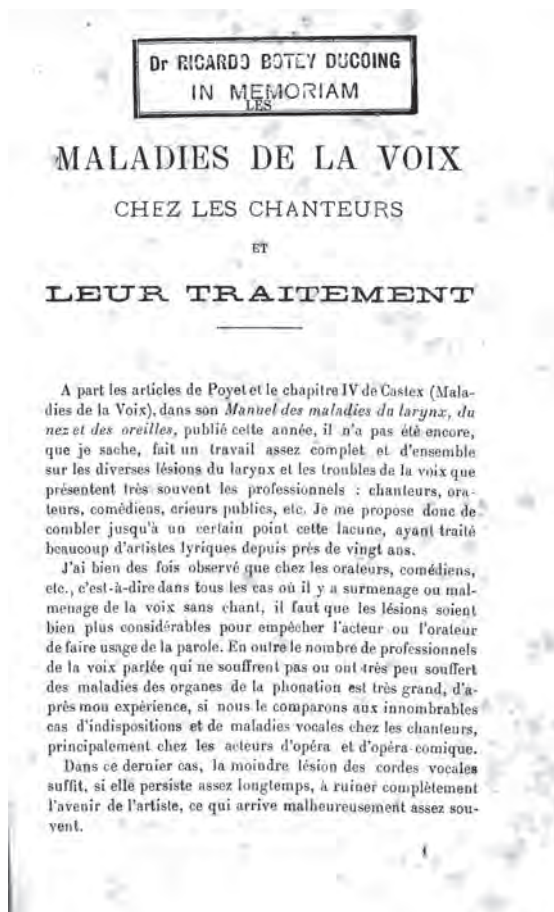 Dr RICARDO BOTEY DUCOING
IN MEMORIAM
LES
MALADIES DE LA VOIX
CHEZ LES CHANTEURS
ET
LEUR TRAITEMENT
A part les articles de Poyet et le chapitre IV de Castex (Mala-
dies de la Voix), dans son Manuel des maladies du larynx, du
nez et des oreilles, publié cette année, il n'a pas été encore,
que je sache, fait un travail assez complet et d'ensemble
sur les diverses lésions du larynx et les troubles de la voix que
présentent très souvent les professionnels : chanteurs, ora-
teurs, comédiens, crieurs publics, etc. Je me propose donc de
combler jusqu'à un certain point cette lacune, ayant traité
beaucoup d'artistes lyriques depuis près de vingt ans.
J'ai bien des fois observé que chez les orateurs, comédiens,
etc., c'est-à-dire dans tous les cas où il y a surmenage ou mal-
menage de la voix sans chant, il faut que les lésions soient
bien plus considérables pour empêcher l'acteur ou l'orateur
de faire usage de la parole. En outre le nombre de professionnels
de la voix parlée qui ne souffrent pas ou ont très peu souffert
des maladies des organes de la phonation est très grand, d'a-
près mon expérience, si nous le comparons aux innombrables
cas d'indispositions et de maladies vocales chez les chanteurs,
principalement chez les acteurs d'opéra et d'opéra-comique.
Dans ce dernier cas, la moindre lésion des cordes vocales
suffit, si elle persiste assez longtemps, à ruiner complètement
l'avenir de l'artiste, ce qui arrive malheureusement assez sou-
vent.
1